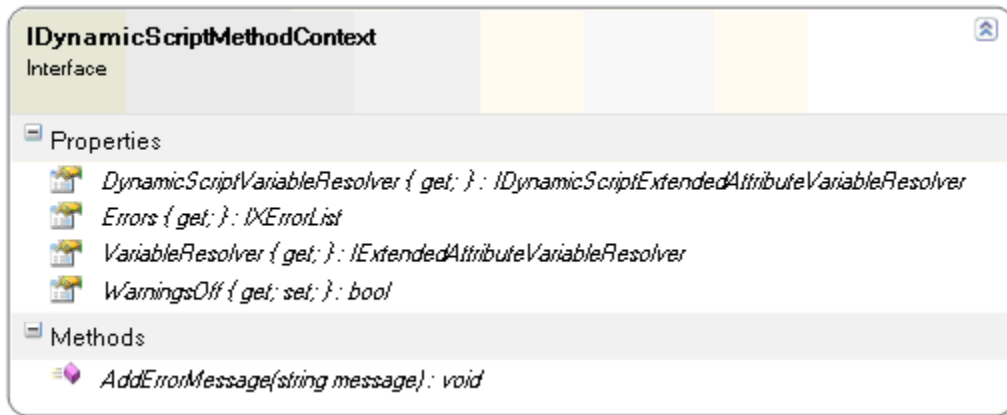 IDynamicScriptMethodContext
Interface
Properties
DynamicScriptVariableResolver { get; } : IDynamicScriptExtendedAttributeVariableResolver
Errors { get; } : IXErrorList
VariableResolver { get; } : IExtendedAttributeVariableResolver
WarningsOff { get; set; } : bool
Methods
AddErrorMessage(string message) : void